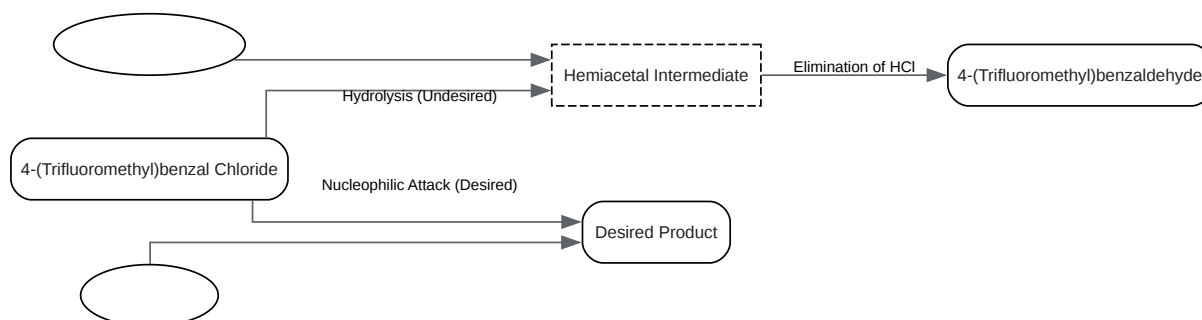 Hemiacetal Intermediate
Elimination of HCl
4-(Trifluoromethyl)benzaldehyde
Hydrolysis (Undesired)
4-(Trifluoromethyl)benzal Chloride
Nucleophilic Attack (Desired)
Desired Product